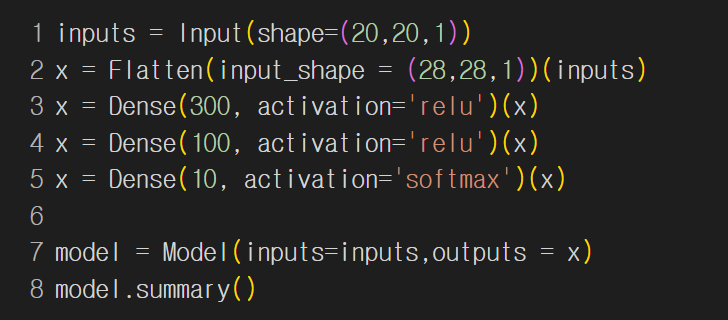 1 inputs = Input(shape=(20,20,1))
2 x = Flatten(input_shape = (28,28,1))(inputs)
3 x = Dense(300, activation='relu')(x)
4 x = Dense(100, activation='relu')(x)
5 x = Dense(10, activation='softmax')(x)
6
7 model = Model(inputs=inputs,outputs = x)
8 model.summary()